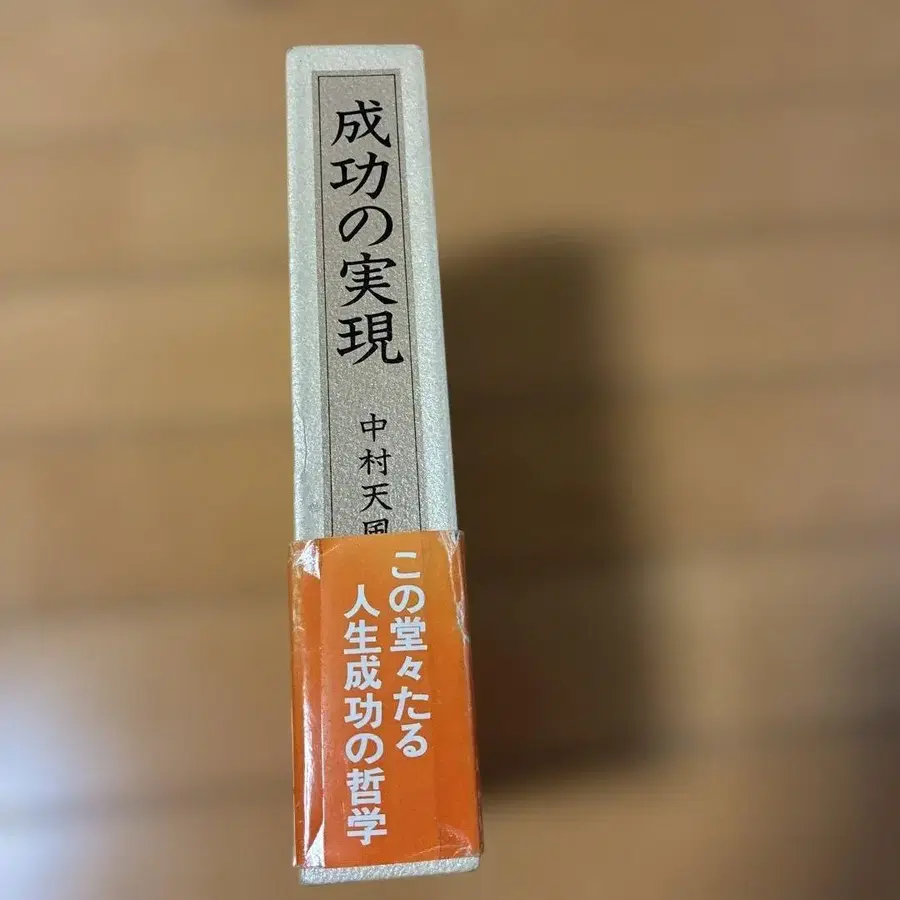 成功の実現
中村天風
この堂々たる
人生成功の哲学